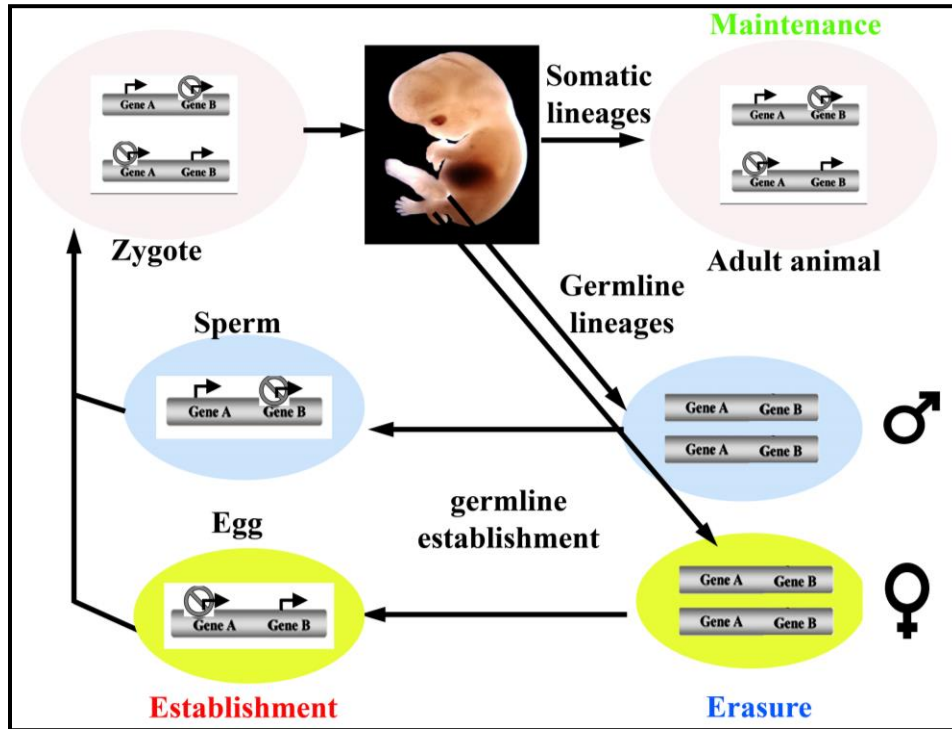 Maintenance
Gene A Gene B
Gene A Gene B
Somatic
lineages
Gene A Gene B
Gene A Gene B
Zygote
Adult animal
Germline
lineages
Sperm
Gene A Gene B
Gene A Gene B
Gene A Gene B
germline
establishment
Egg
Gene A Gene B
Gene A Gene B
Gene A Gene B
Establishment
Erasure